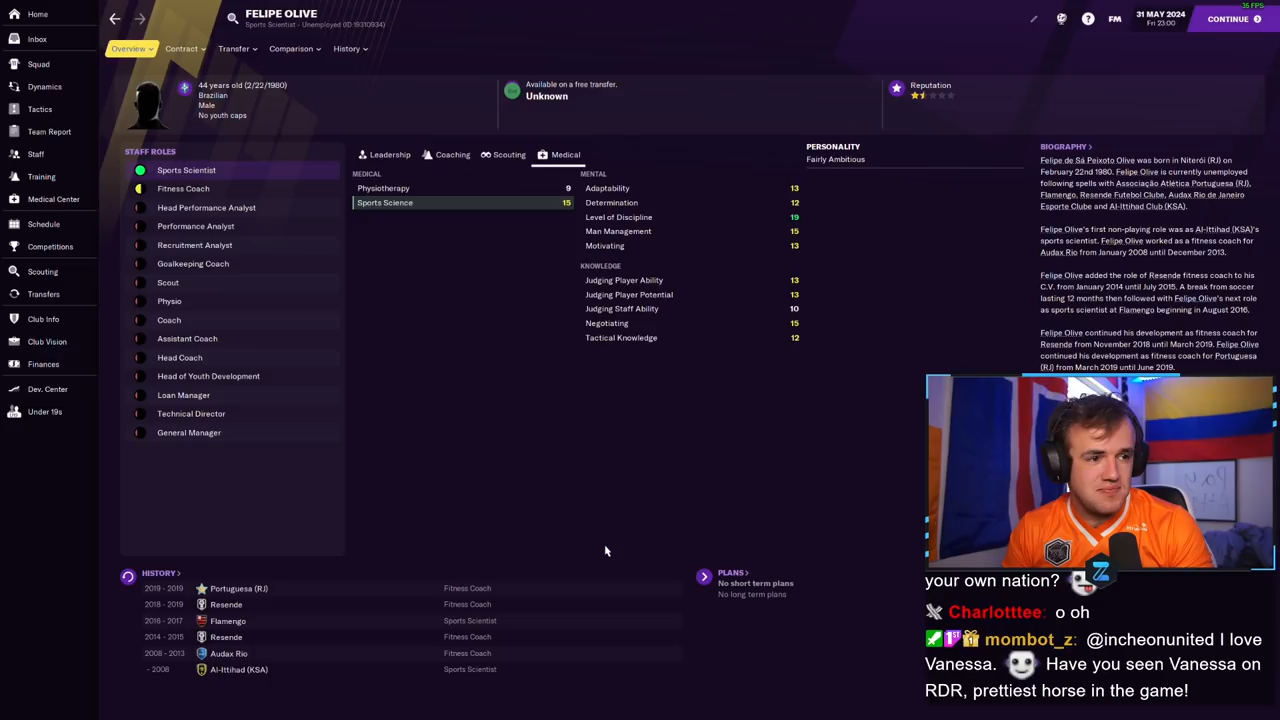 36 FPS
Home
Inbox
Squad
Dynamics
Tactics
Team Report
Staff
Training
Medical Center
Schedule
Competitions
Scouting
Transfers
Club Info
Club Vision
Finances
Dev. Center
Under 19s
FELIPE OLIVE
Sports Scientist - Unemployed (ID 19310934)
FM
31 MAY 2024
Fri 23:00
CONTINUE
Overview
Contract
Transfer
Comparison
History
44 years old (2/22/1980)
Brazilian
Male
No youth caps
Available on a free transfer.
Unknown
Reputation
STAFF ROLES
Sports Scientist
Fitness Coach
Head Performance Analyst
Performance Analyst
Recruitment Analyst
Goalkeeping Coach
Scout
Physio
Coach
Assistant Coach
Head Coach
Head of Youth Development
Loan Manager
Technical Director
General Manager
Leadership
Coaching
Scouting
Medical
MEDICAL
Physiotherapy 9
Sports Science 15
MENTAL
Adaptability 13
Determination 12
Level of Discipline 19
Man Management 15
Motivating 13
KNOWLEDGE
Judging Player Ability 13
Judging Player Potential 13
Judging Staff Ability 10
Negotiating 15
Tactical Knowledge 12
PERSONALITY
Fairly Ambitious
BIOGRAPHY >
Felipe de Sá Peixoto Olive was born in Niterói (RJ) on
February 22nd 1980. Felipe Olive is currently unemployed
following spells with Associação Atlética Portuguesa (RJ),
Flamengo, Resende Futebol Clube, Audax Rio de Janeiro
Esporte Clube and Al-Ittihad Club (KSA).
Felipe Olive's first non-playing role was as Al-Ittihad (KSA)'s
sports scientist. Felipe Olive worked as a fitness coach for
Audax Rio from January 2008 until December 2013.
Felipe Olive added the role of Resende fitness coach to his
C.V. from January 2014 until July 2015. A break from soccer
lasting 12 months then followed with Felipe Olive's next role
as sports scientist at Flamengo beginning in August 2016.
Felipe Olive continued his development as fitness coach for
Resende from November 2018 until March 2019. Felipe Olive
continued his development as fitness coach for Portuguesa
(RJ) from March 2019 until June 2019.
HISTORY >
2019 - 2019 Portuguesa (RJ) Fitness Coach
2018 - 2019 Resende Fitness Coach
2016 - 2017 Flamengo Sports Scientist
2014 - 2015 Resende Fitness Coach
2008 - 2013 Audax Rio Fitness Coach
- 2008 Al-Ittihad (KSA) Sports Scientist
PLANS >
No short term plans
No long term plans
your own nation?
Charlotttee: o oh
mombot_z: @incheonunited I love
Vanessa. Have you seen Vanessa on
RDR, prettiest horse in the game!